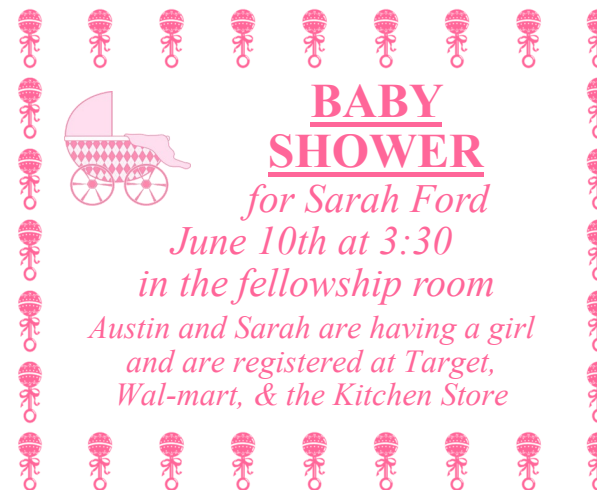 BABY
SHOWER
for Sarah Ford
June 10th at 3:30
in the fellowship room
Austin and Sarah are having a girl
and are registered at Target,
Wal-mart, & the Kitchen Store